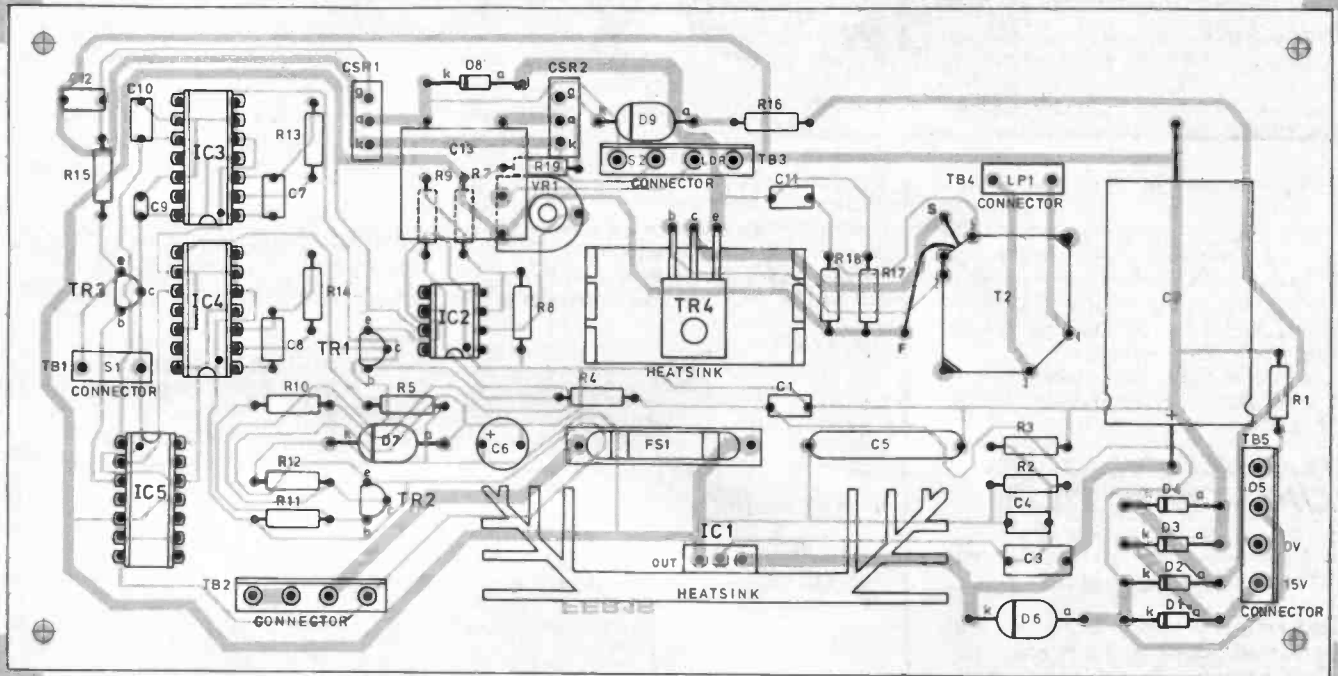 CSR1
D8
k
a
CSR2
g
a
k
g
a
k
D9
a
R16
C10
IC3
R13
C13
R19
S2
LDR
TB3
CONNECTOR
R15
C9
C7
R9
VR1
C11
TB4
LP1
CONNECTOR
b
c
e
S
TR3
e
c
b
IC4
R14
C8
IC2
R8
TR4
R18
R17
T2
F
HEATSINK
TR1
e
c
b
TB1
S1
CONNECTOR
R10
R5
R4
C1
R1
k
D7
a
C6
+
FS1
C5
R3
TB5
IC5
R12
R11
e
b
TR2
R2
C4
C3
D4
a
D5
k
D3
a
0V
k
D2
a
15V
k
D1
a
CONNECTOR
IC1
OUT
HEATSINK
TB2
CONNECTOR
k
D6
a